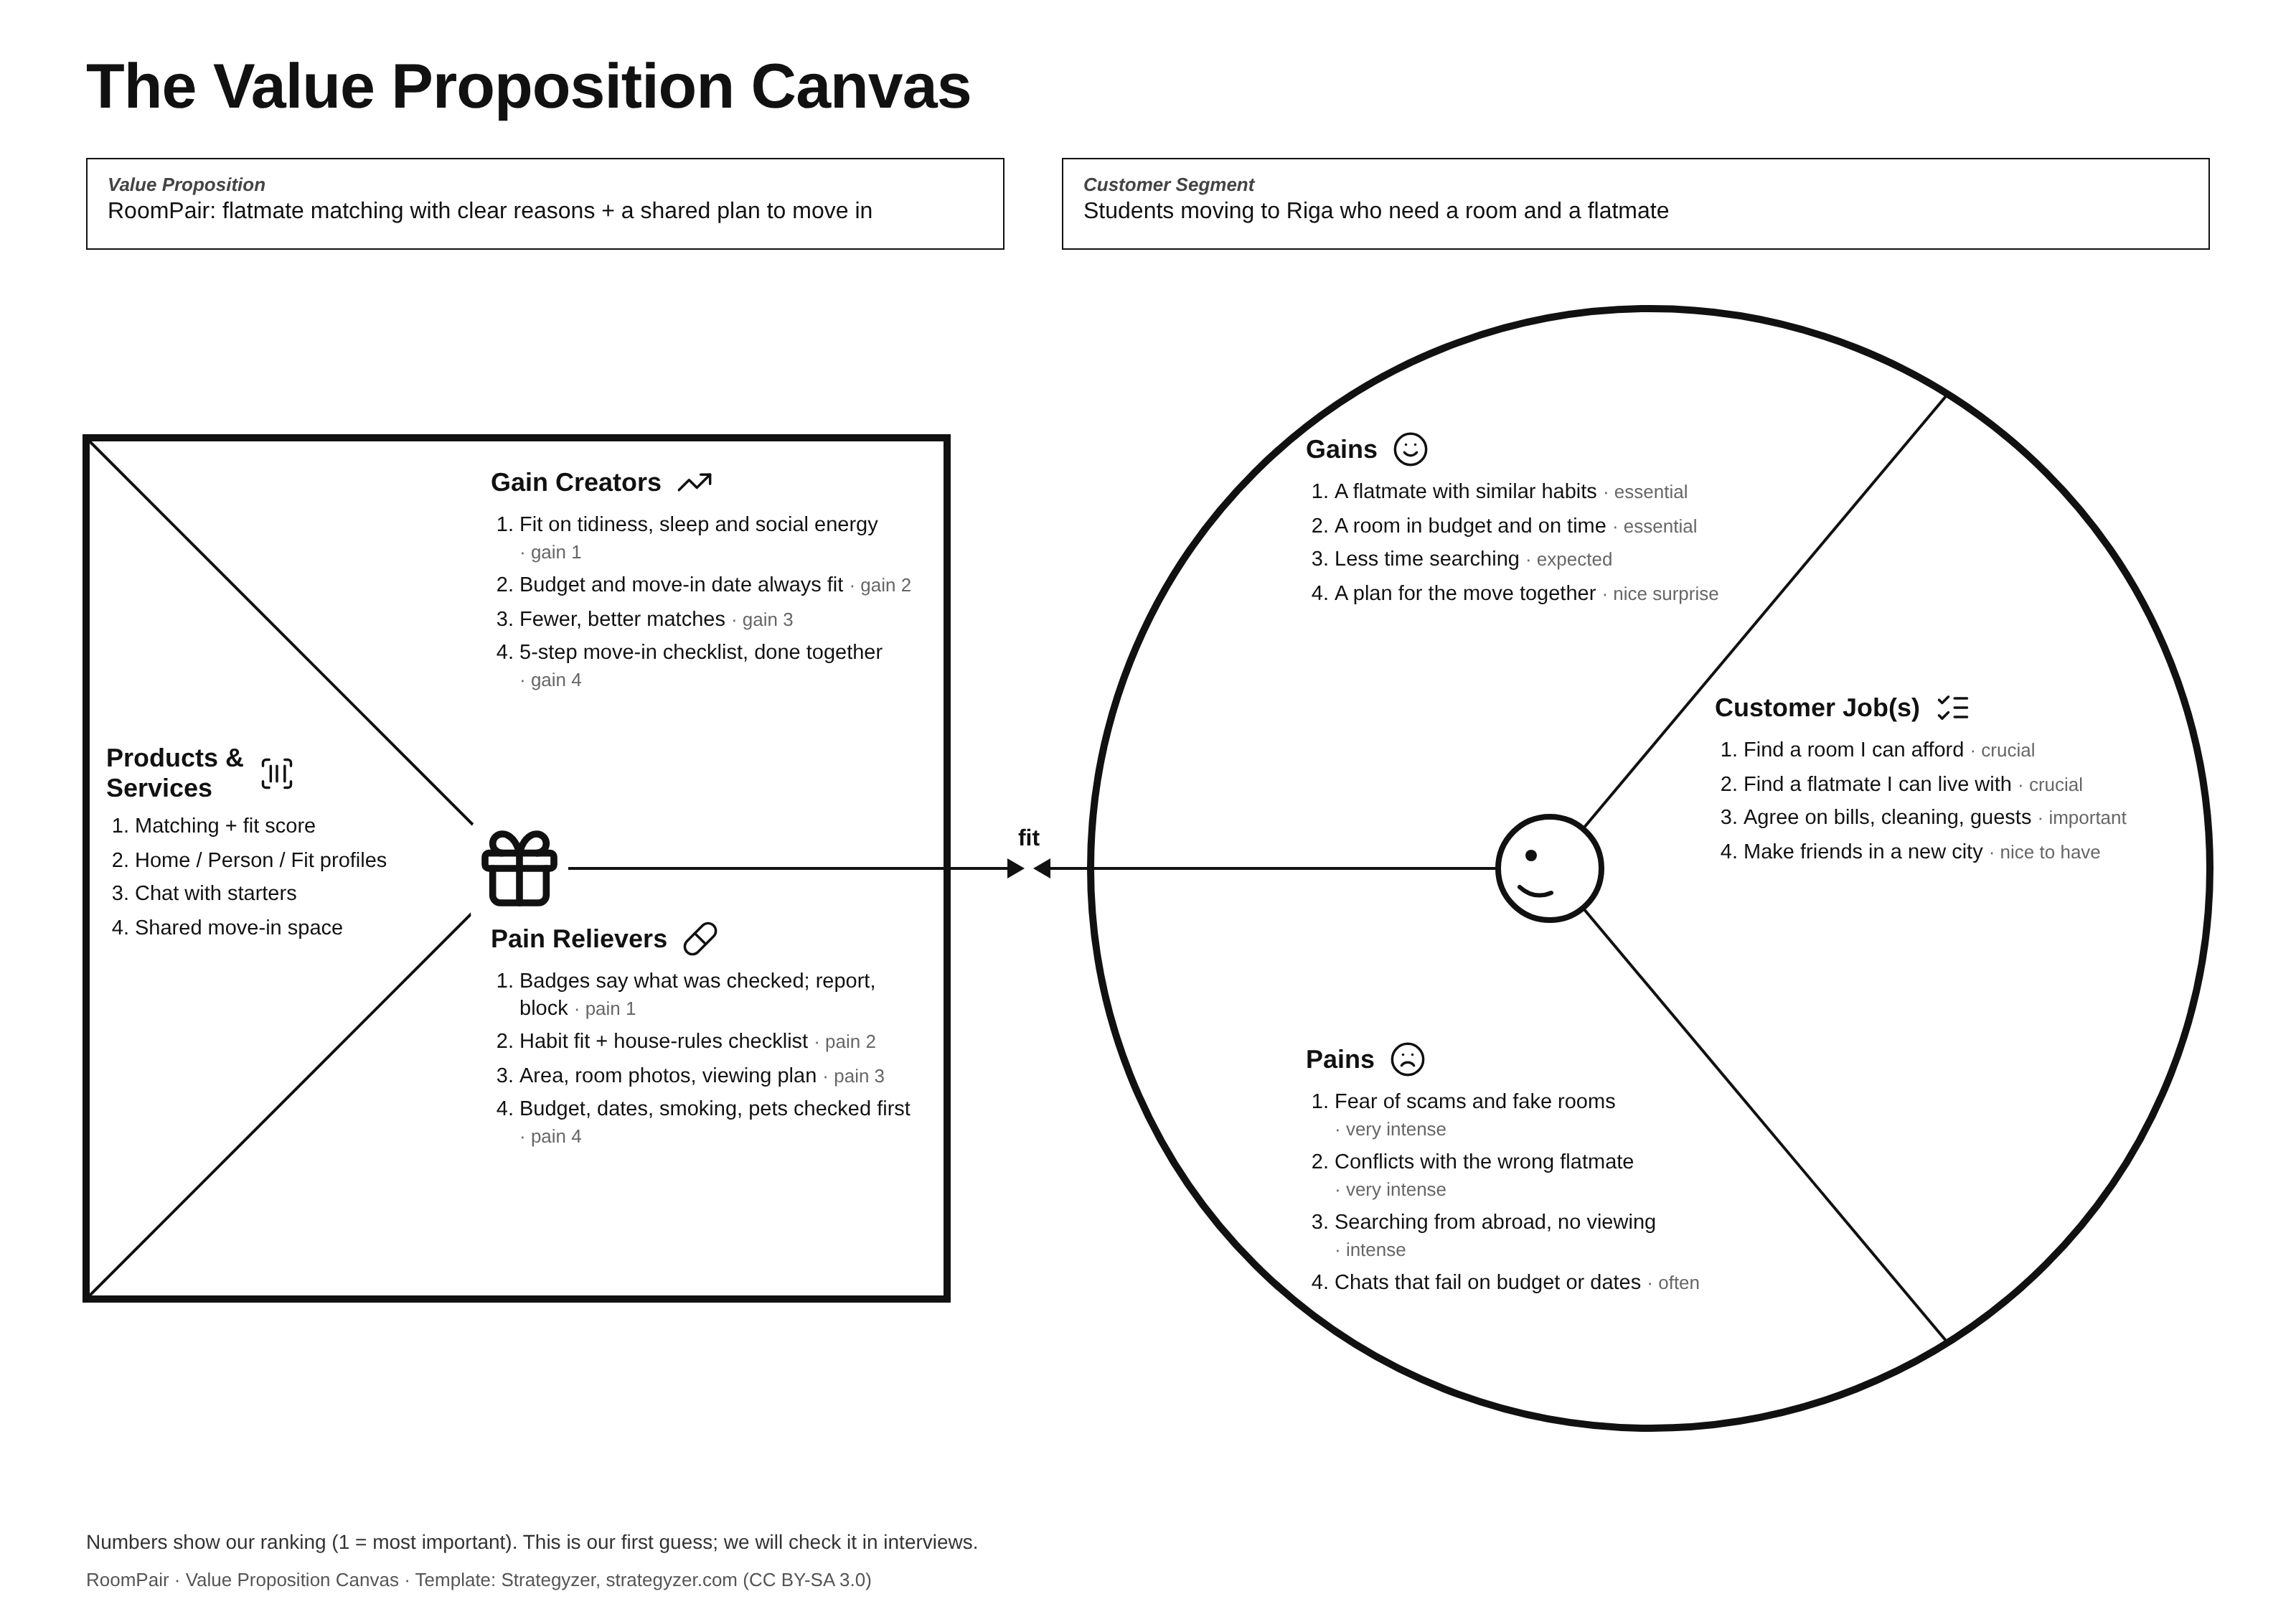 The Value Proposition Canvas
Value Proposition
RoomPair: flatmate matching with clear reasons + a shared plan to move in
Customer Segment
Students moving to Riga who need a room and a flatmate
Gain Creators
1. Fit on tidiness, sleep and social energy
· gain 1
2. Budget and move-in date always fit · gain 2
3. Fewer, better matches · gain 3
4. 5-step move-in checklist, done together
· gain 4
Products &
Services
1. Matching + fit score
2. Home / Person / Fit profiles
3. Chat with starters
4. Shared move-in space
Pain Relievers
1. Badges say what was checked; report,
block · pain 1
2. Habit fit + house-rules checklist · pain 2
3. Area, room photos, viewing plan · pain 3
4. Budget, dates, smoking, pets checked first
· pain 4
fit
Gains
1. A flatmate with similar habits · essential
2. A room in budget and on time · essential
3. Less time searching · expected
4. A plan for the move together · nice surprise
Customer Job(s)
1. Find a room I can afford · crucial
2. Find a flatmate I can live with · crucial
3. Agree on bills, cleaning, guests · important
4. Make friends in a new city · nice to have
Pains
1. Fear of scams and fake rooms
· very intense
2. Conflicts with the wrong flatmate
· very intense
3. Searching from abroad, no viewing
· intense
4. Chats that fail on budget or dates · often
Numbers show our ranking (1 = most important). This is our first guess; we will check it in interviews.
RoomPair · Value Proposition Canvas · Template: Strategyzer, strategyzer.com (CC BY-SA 3.0)